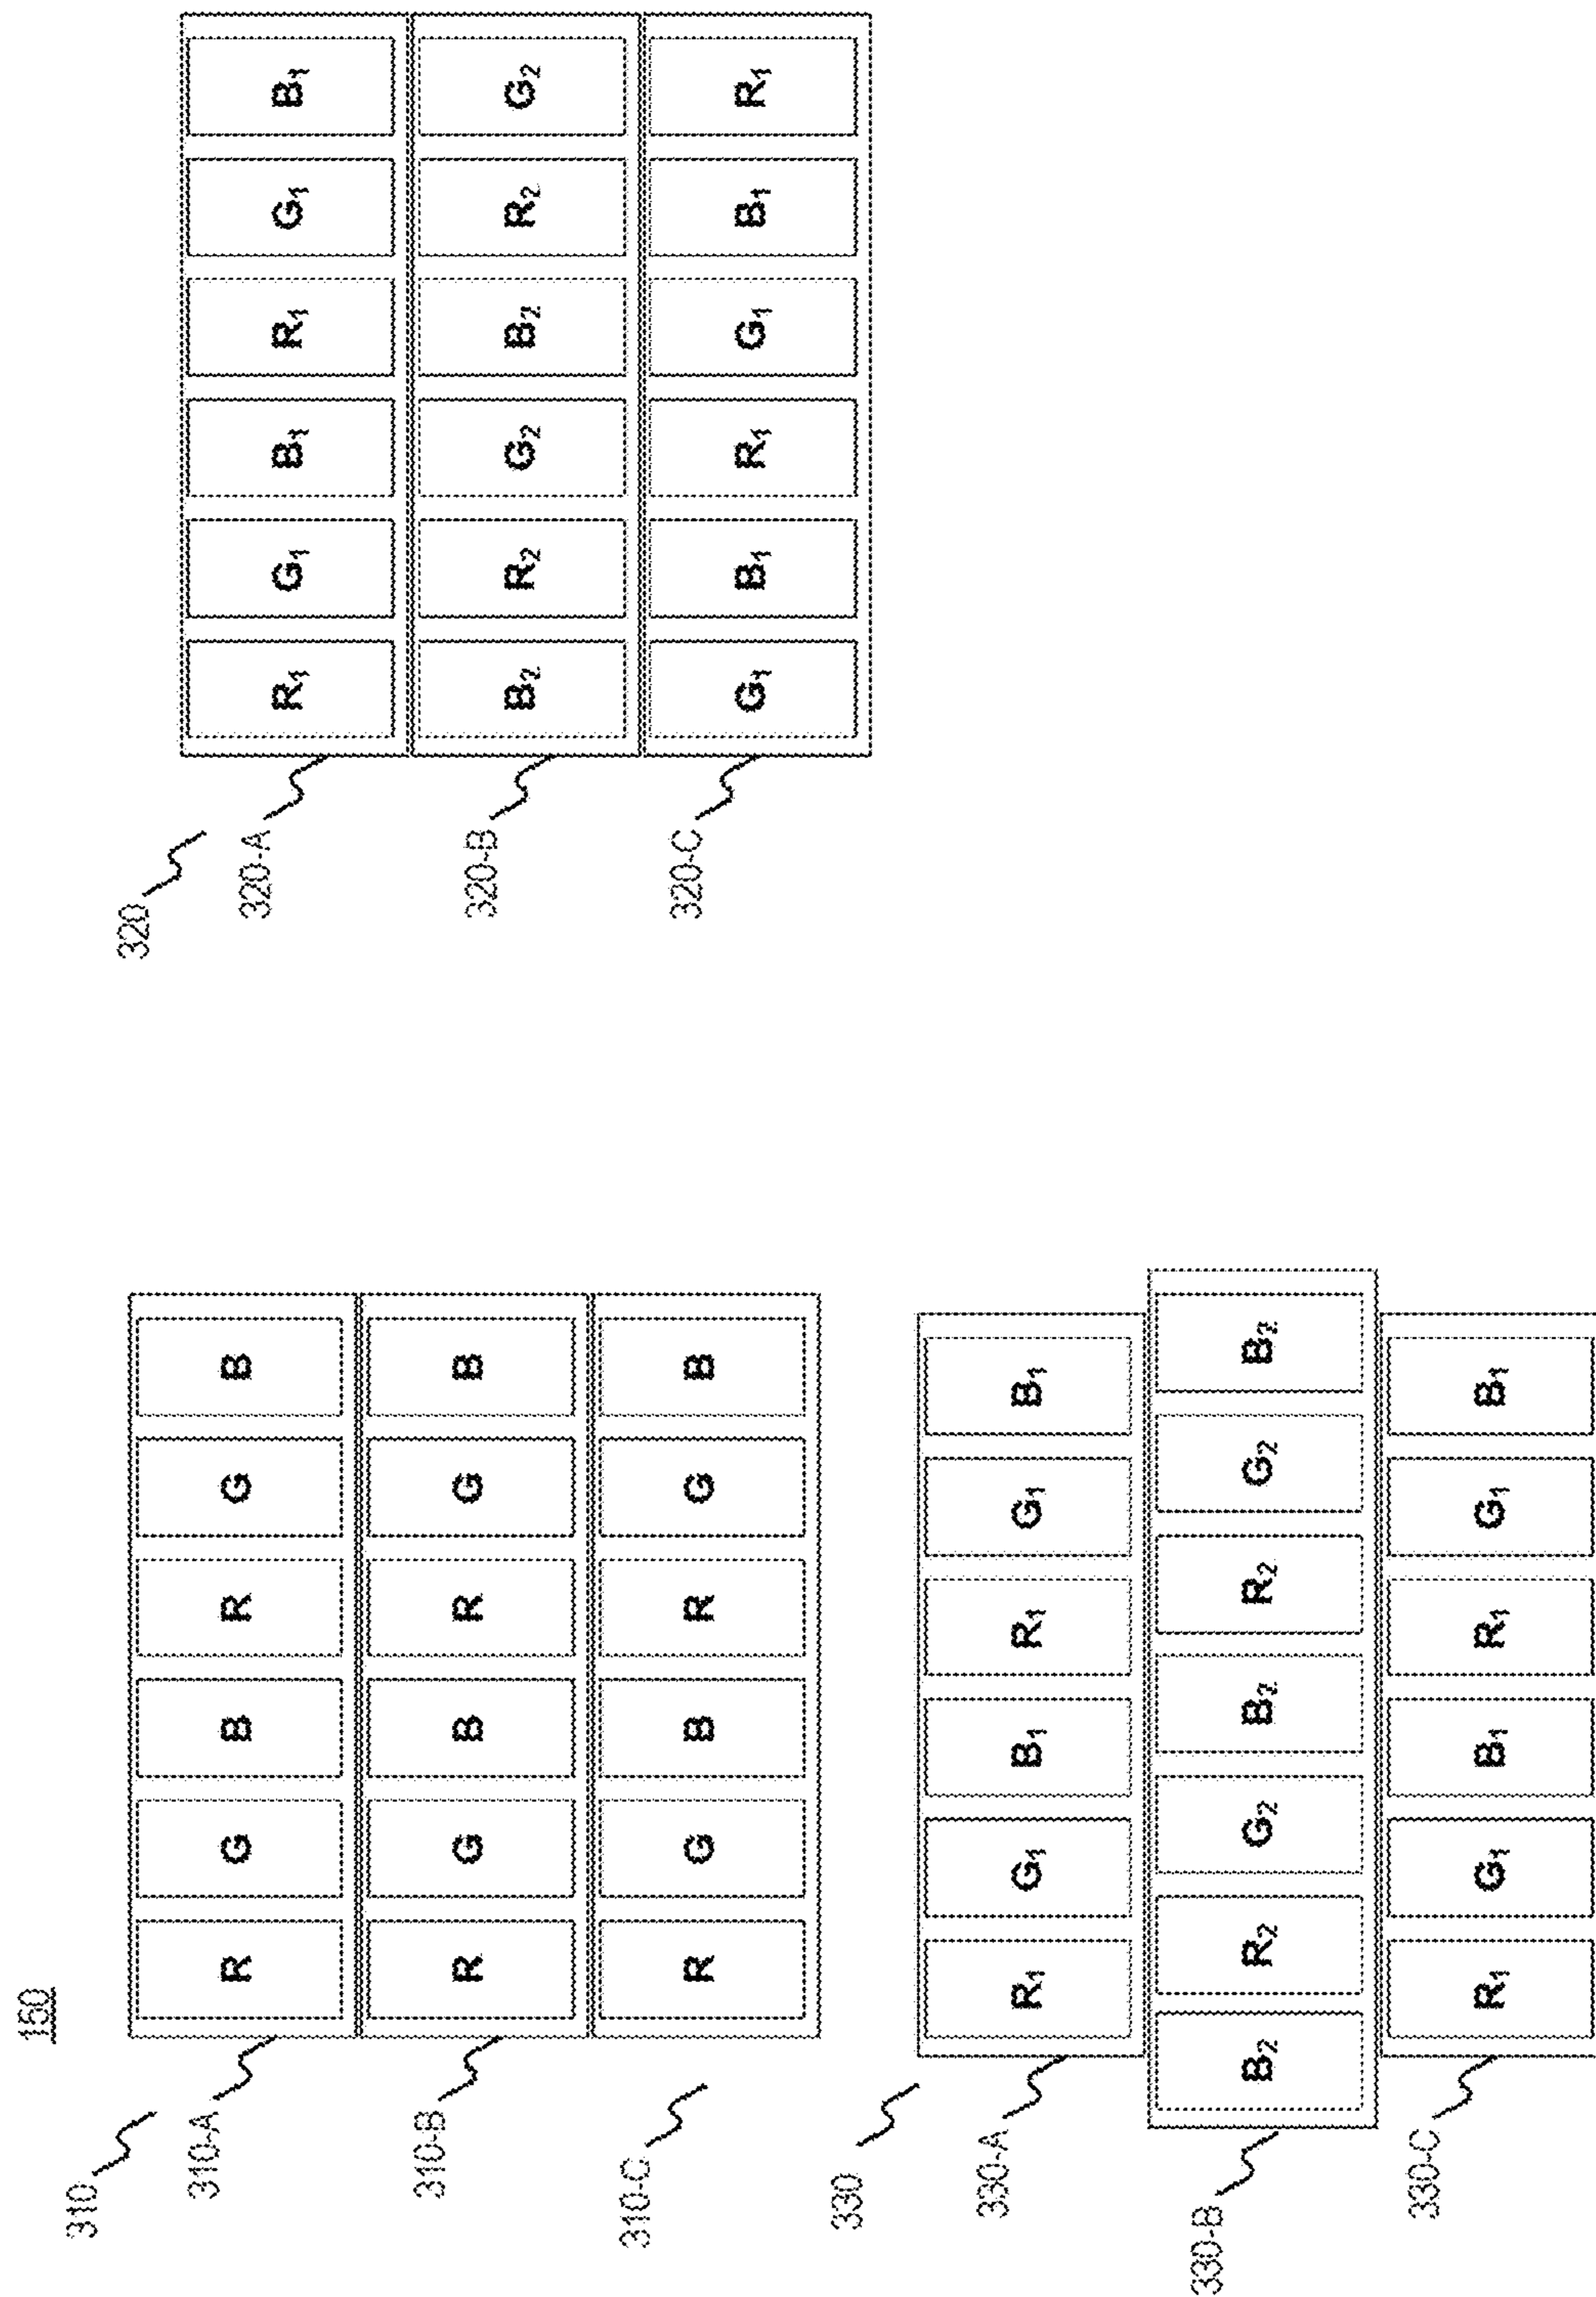 150
310
310-A
R G B R G B
310-B
R G B R G B
310-C
R G B R G B
320
320-A
R1 G1 B1 R1 G1 B1
320-B
B2 R2 G2 B2 R2 G2
320-C
G1 B1 R1 G1 B1 R1
330
330-A
R1 G1 B1 R1 G1 B1
330-B
B2 R2 G2 B2 R2 G2 B2
330-C
R1 G1 B1 R1 G1 B1